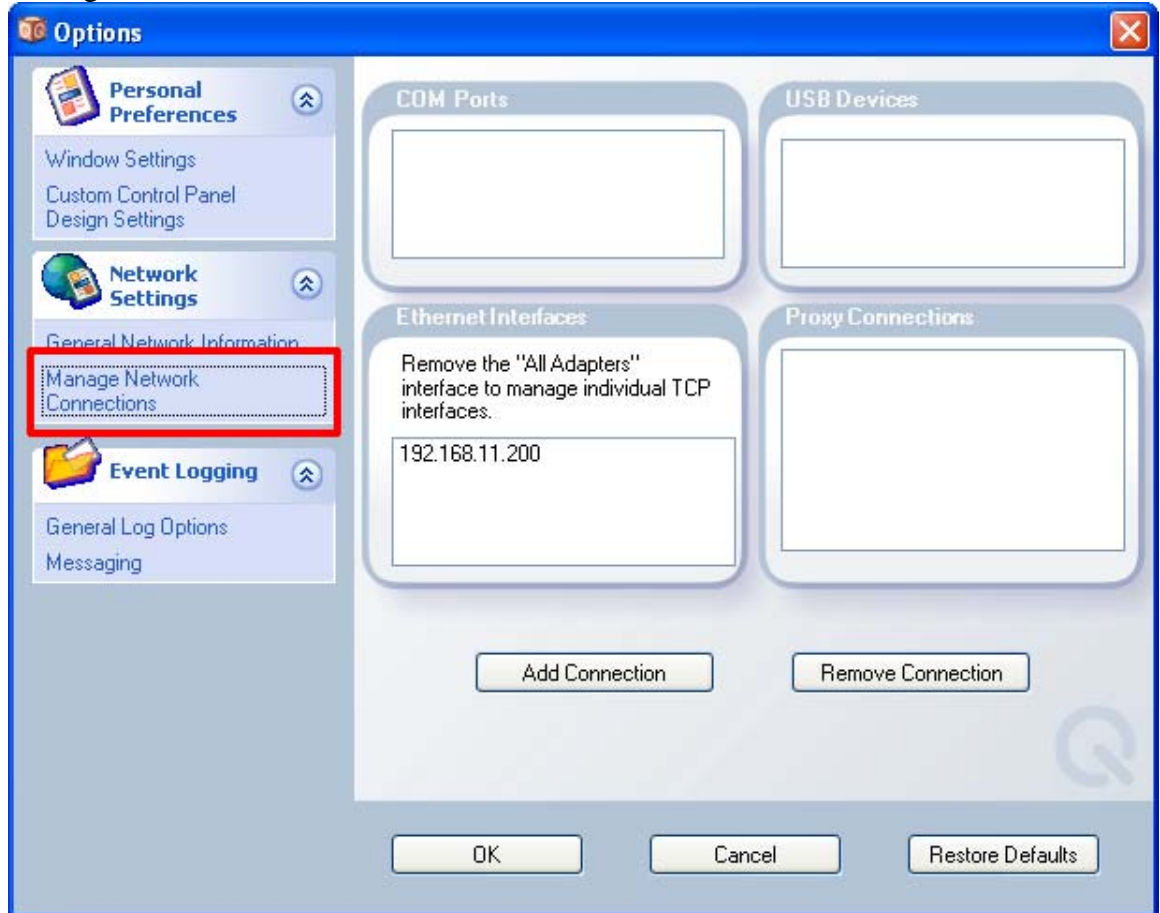 Options
Personal
Preferences
Window Settings
Custom Control Panel
Design Settings
Network
Settings
General Network Information
Manage Network
Connections
Event Logging
General Log Options
Messaging
COM Ports
USB Devices
Ethernet Interfaces
Remove the "All Adapters"
interface to manage individual TCP
interfaces.
192.168.11.200
Proxy Connections
Add Connection
Remove Connection
OK
Cancel
Restore Defaults